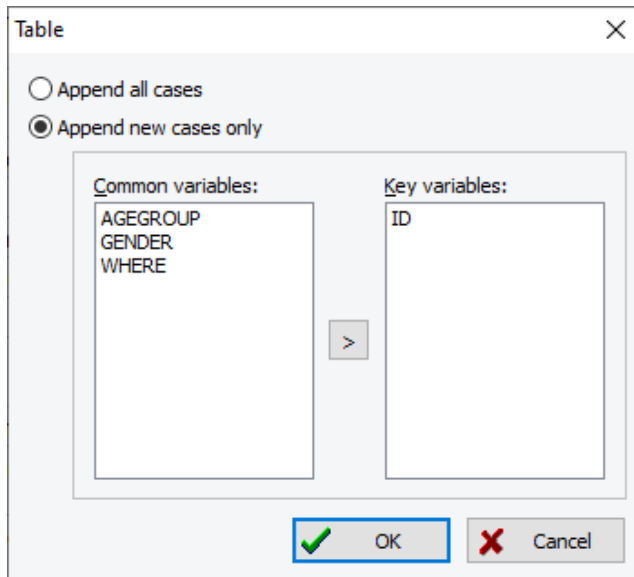 Table
Append all cases
Append new cases only
Common variables:
Key variables:
AGEGROUP
GENDER
WHERE
ID
>
OK
Cancel